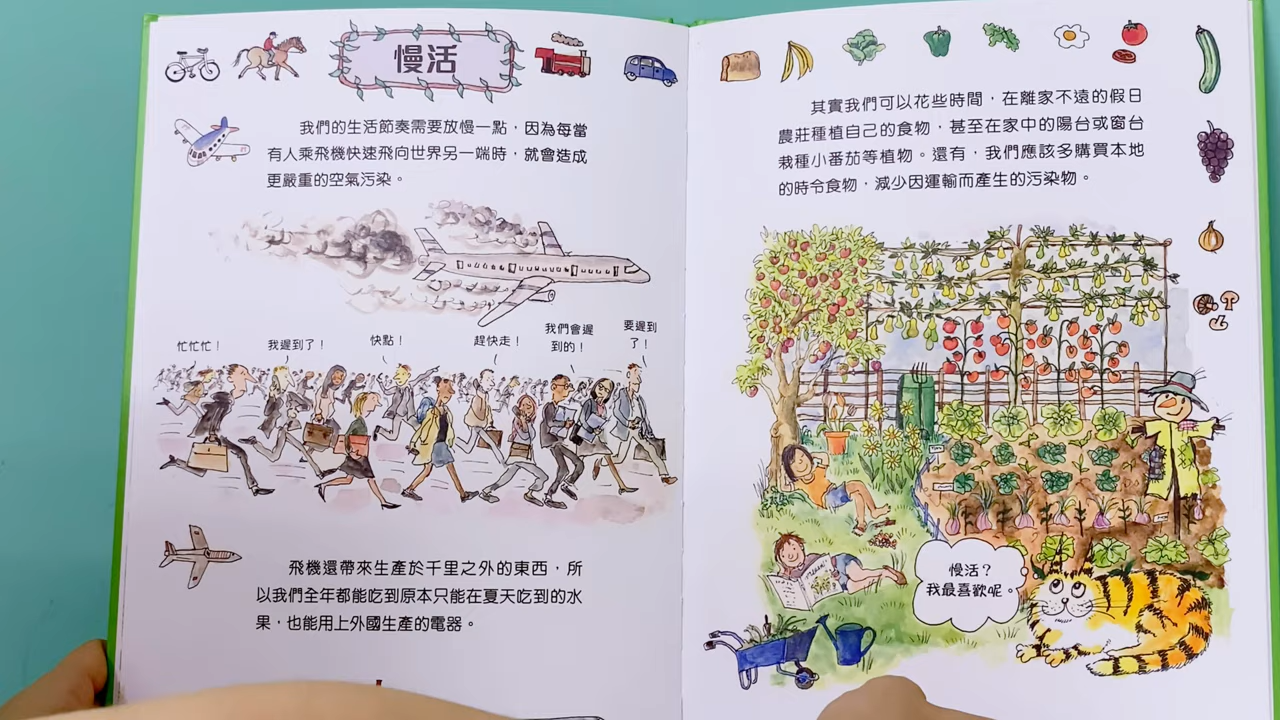 慢活
我們的生活節奏需要放慢一點，因為每當
有人乘飛機快速飛向世界另一端時，就會造成
更嚴重的空氣污染。
忙忙忙！
我遲到了！
快點！
趕快走！
我們會遲
到的！
要遲到
了！
飛機還帶來生產於千里之外的東西，所
以我們全年都能吃到原本只能在夏天吃到的水
果，也能用上外國生產的電器。
其實我們可以花些時間，在離家不遠的假日
農莊種植自己的食物，甚至在家中的陽台或窗台
栽種小番茄等植物。還有，我們應該多購買本地
的時令食物，減少因運輸而產生的污染物。
慢活？
我最喜歡呢。